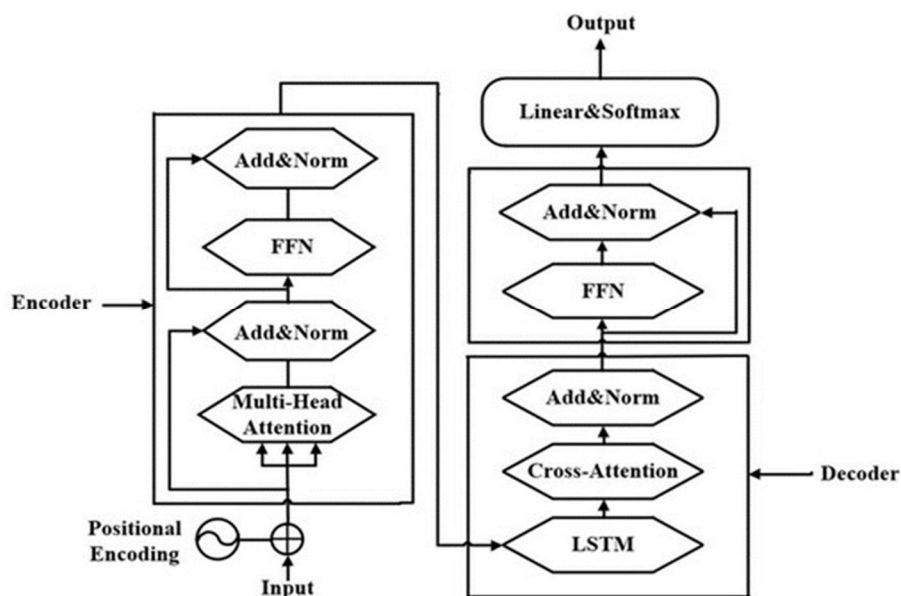 Output
Linear&Softmax
Add&Norm
FFN
Encoder
Add&Norm
Multi-Head
Attention
Positional
Encoding
Input
Add&Norm
FFN
Add&Norm
Cross-Attention
LSTM
Decoder